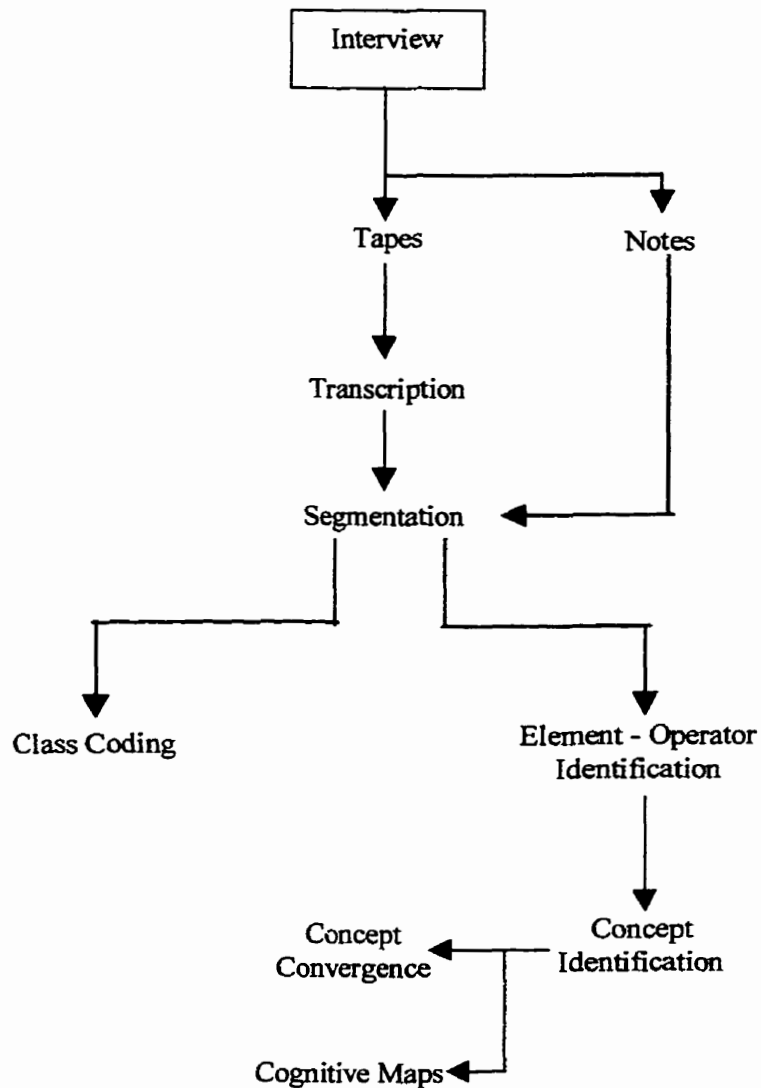 Interview
Tapes
Notes
Transcription
Segmentation
Class Coding
Element - Operator
Identification
Concept
Identification
Concept
Convergence
Cognitive Maps